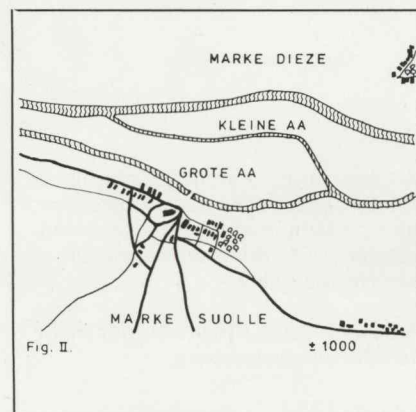 MARKE DIEZE
KLEINE AA
GROTE AA
MARKE SUOLLE
Fig. II.
± 1000